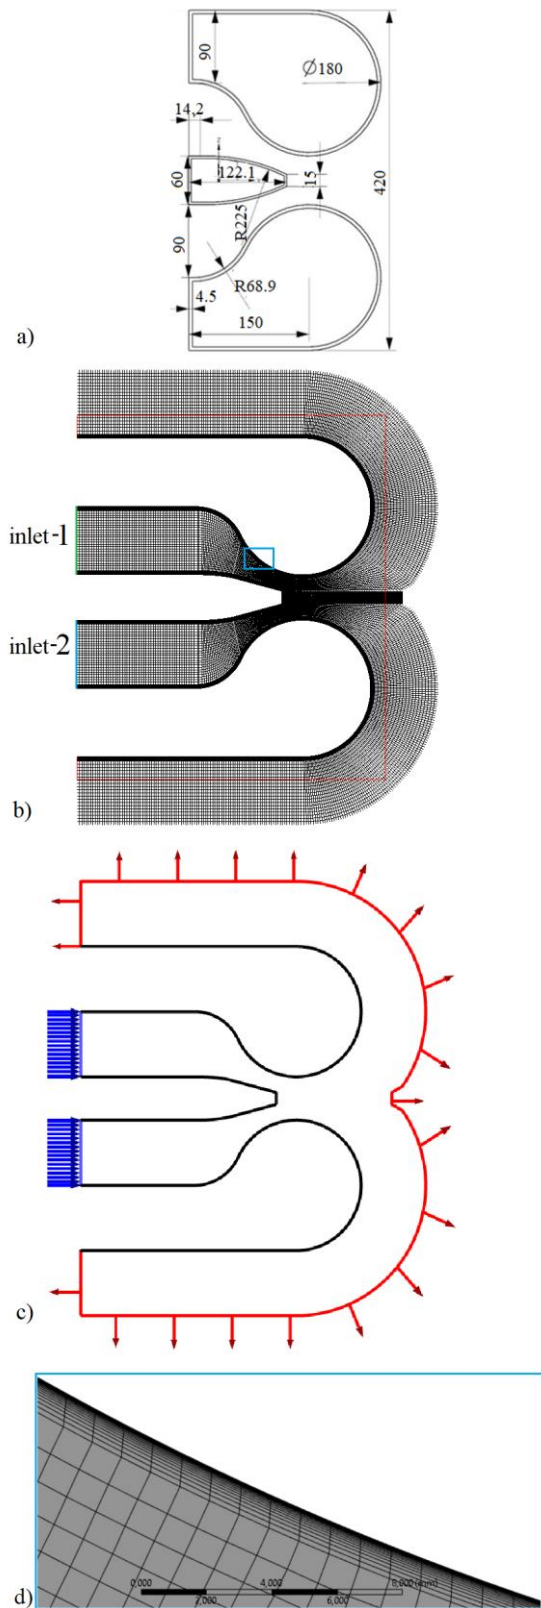 90
Ø180
14,2
60
122.1
15
420
R225
90
R68.9
4.5
150
a)
inlet-1
inlet-2
b)
c)
0,000
4,000
8,000 (mm)
2,000
6,000
d)